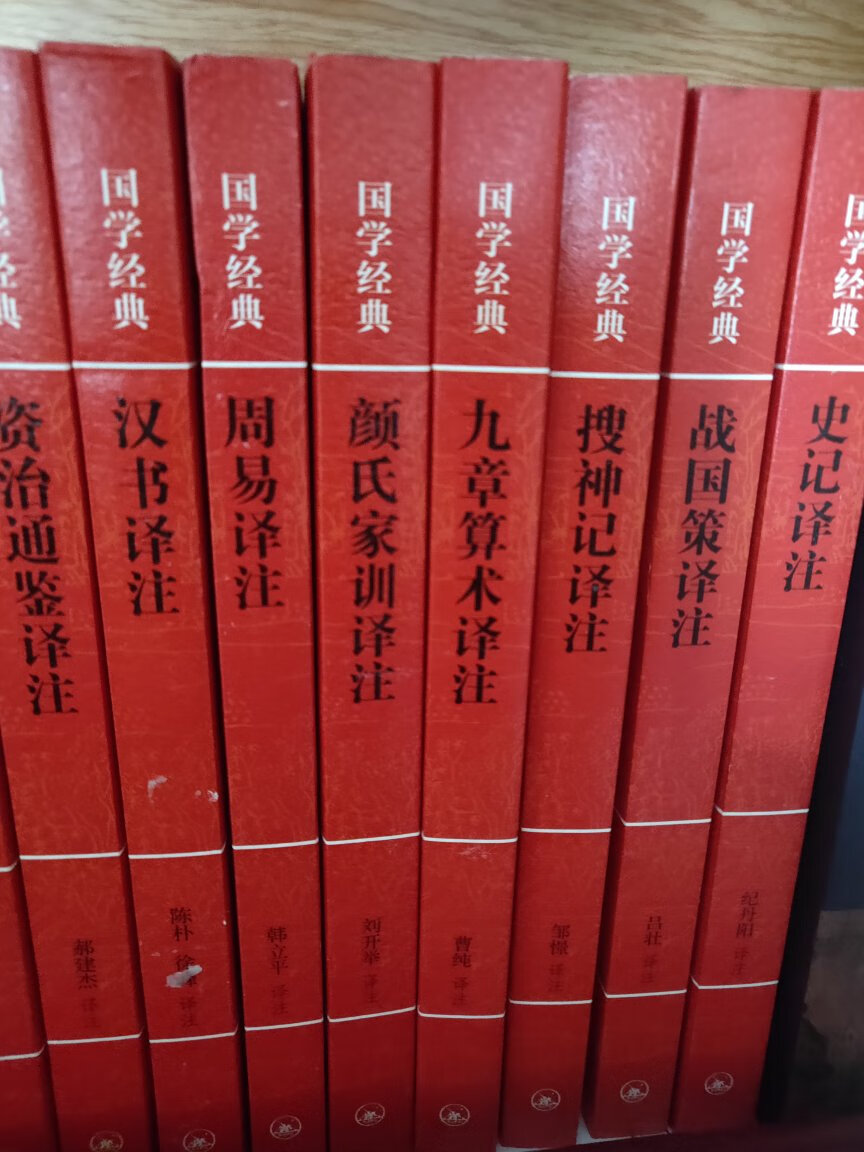 国学经典
资治通鉴译注
郝建杰 译注
国学经典
汉书译注
陈朴 徐 译注
国学经典
周易译注
韩立平 译注
国学经典
颜氏家训译注
刘开举 译注
国学经典
九章算术译注
曹纯 译注
国学经典
搜神记译注
邹憬 译注
国学经典
战国策译注
吕壮 译注
国学经典
史记译注
纪丹阳 译注